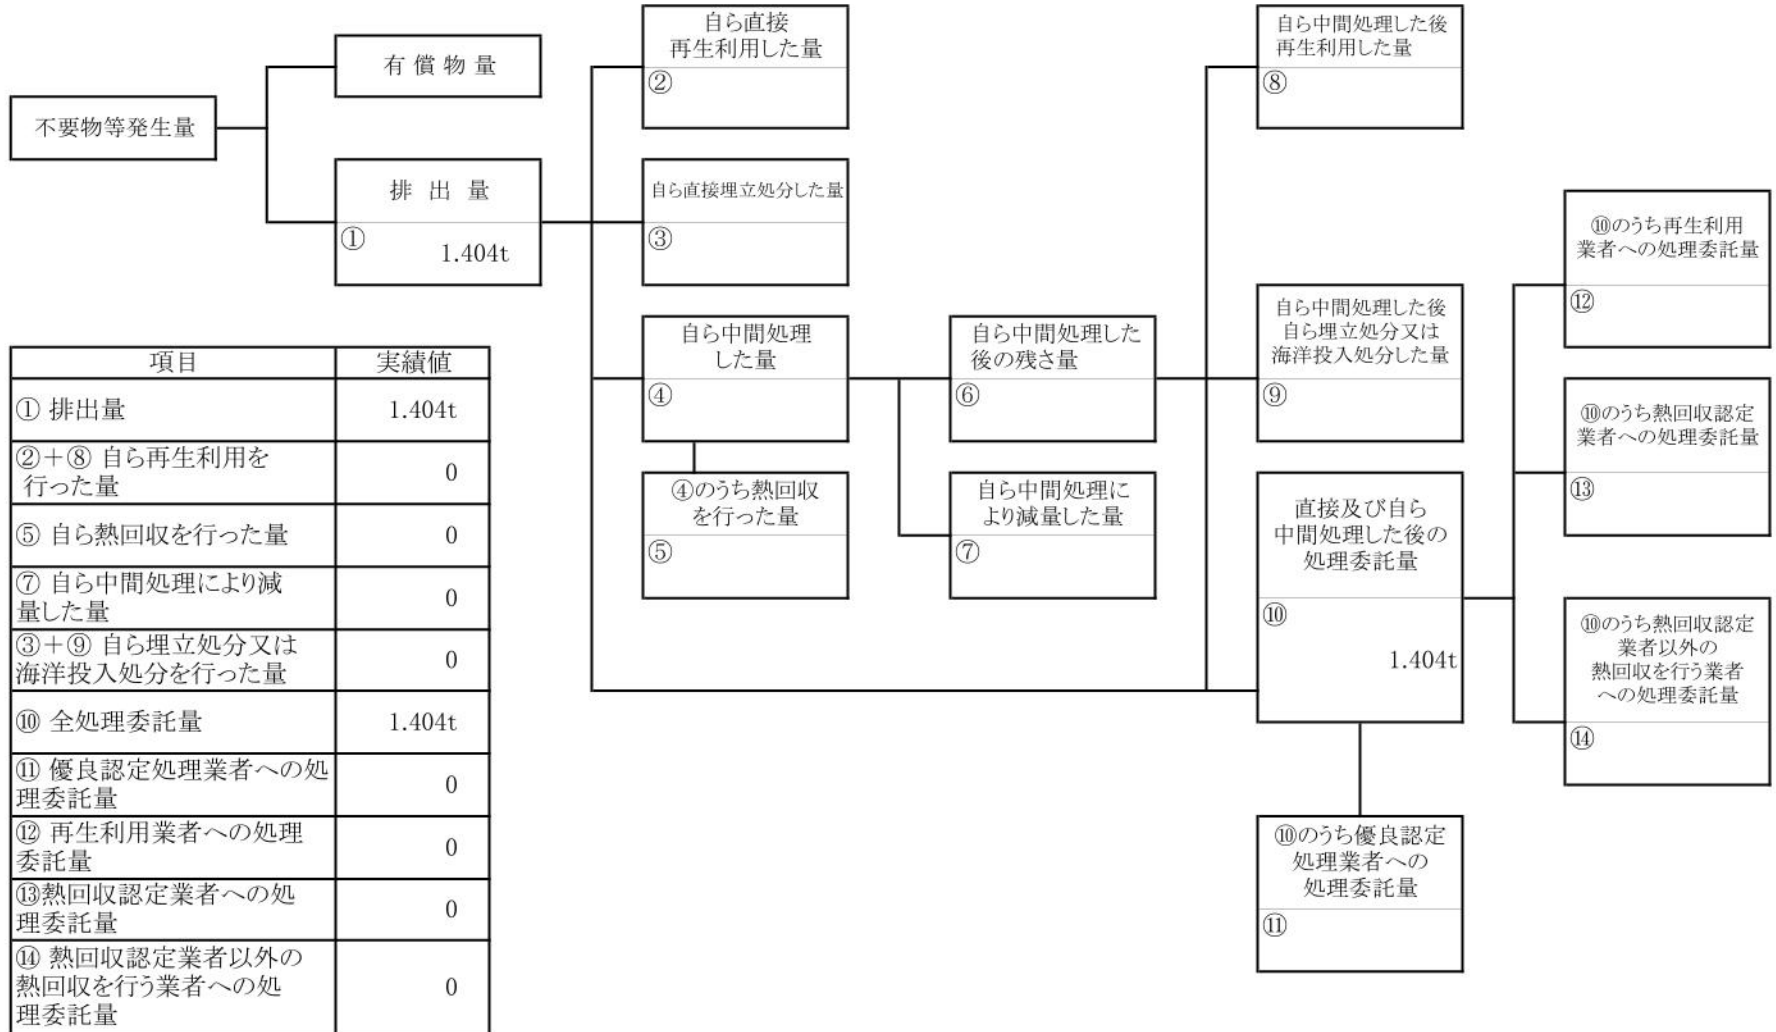 不要物等発生量
有償物量
排出量
①
1.404t
自ら直接
再生利用した量
②
自ら直接埋立処分した量
③
自ら中間処理
した量
④
④のうち熱回収
を行った量
⑤
自ら中間処理した
後の残さ量
⑥
自ら中間処理に
より減量した量
⑦
自ら中間処理した後
再生利用した量
⑧
自ら中間処理した後
自ら埋立処分又は
海洋投入処分した量
⑨
直接及び自ら
中間処理した後の
処理委託量
⑩
1.404t
⑩のうち優良認定
処理業者への
処理委託量
⑪
⑩のうち再生利用
業者への処理委託量
⑫
⑩のうち熱回収認定
業者への処理委託量
⑬
⑩のうち熱回収認定
業者以外の
熱回収を行う業者
への処理委託量
⑭
項目 実績値
① 排出量 1.404t
②＋⑧ 自ら再生利用を
行った量 0
⑤ 自ら熱回収を行った量 0
⑦ 自ら中間処理により減
量した量 0
③＋⑨ 自ら埋立処分又は
海洋投入処分を行った量 0
⑩ 全処理委託量 1.404t
⑪ 優良認定処理業者への処
理委託量 0
⑫ 再生利用業者への処理
委託量 0
⑬熱回収認定業者への処
理委託量 0
⑭ 熱回収認定業者以外の
熱回収を行う業者への処 0
理委託量